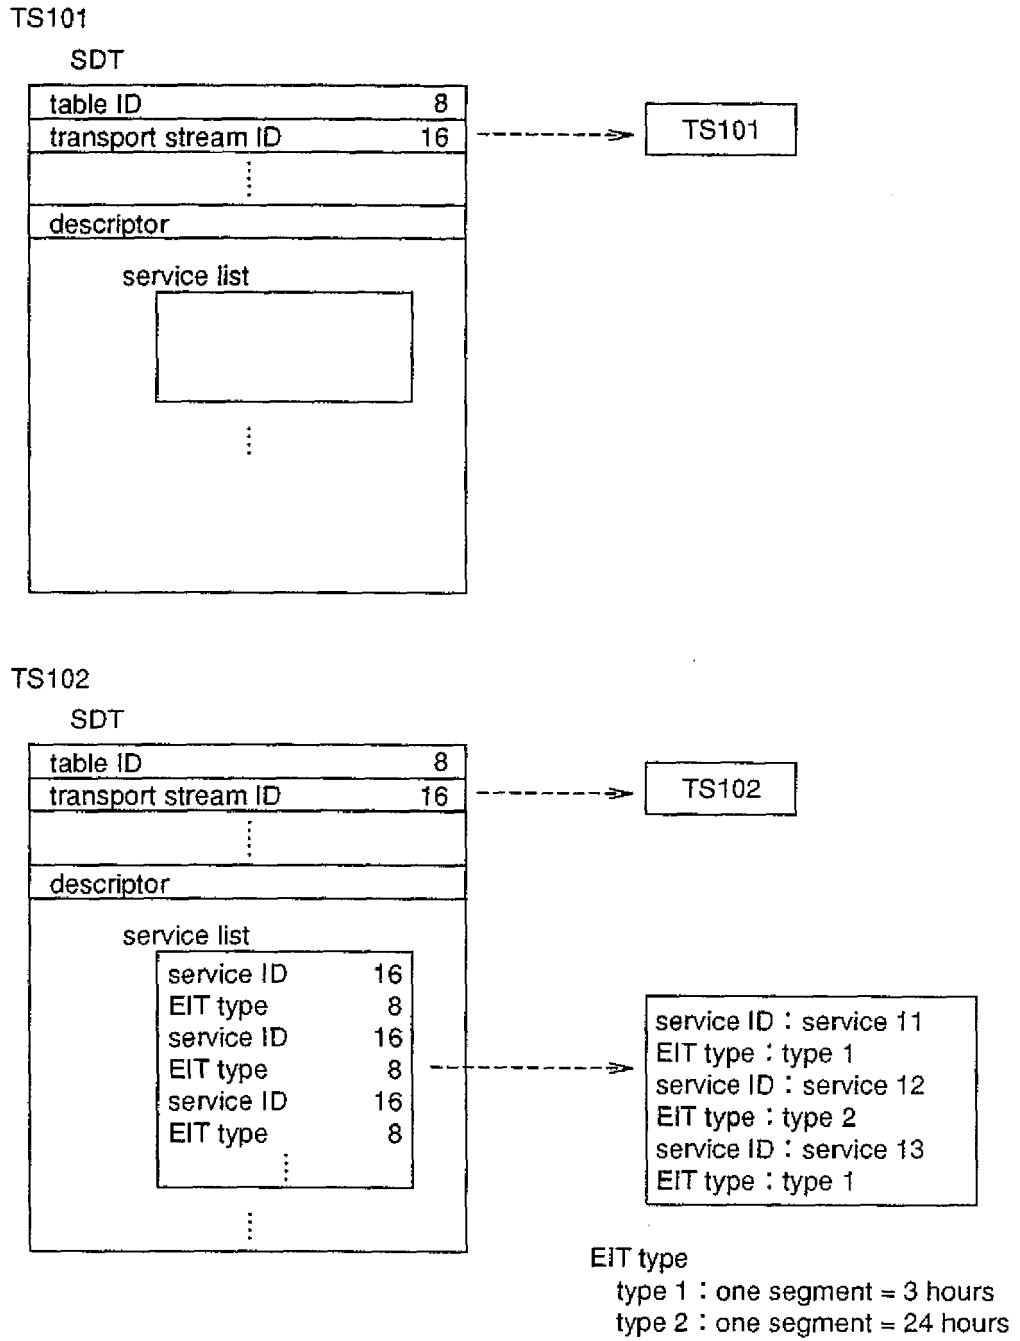 TS101
SDT
table ID 8
transport stream ID 16
TS101
descriptor
service list
TS102
SDT
table ID 8
transport stream ID 16
TS102
descriptor
service list
service ID 16
EIT type 8
service ID 16
EIT type 8
service ID 16
EIT type 8
service ID : service 11
EIT type : type 1
service ID : service 12
EIT type : type 2
service ID : service 13
EIT type : type 1
EIT type
type 1 : one segment = 3 hours
type 2 : one segment = 24 hours